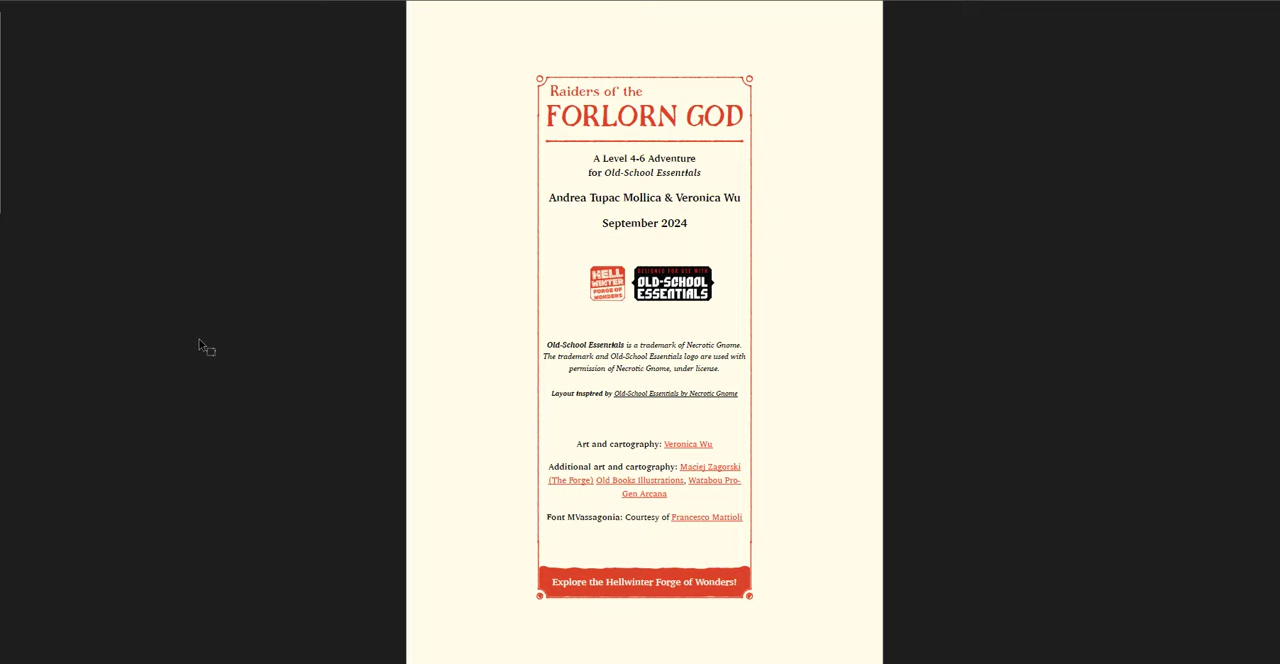 Raiders of the
FORLORN GOD
A Level 4-6 Adventure
for Old-School Essentials
Andrea Tupac Mollica & Veronica Wu
September 2024
HELL
WINTER
FORGE OF
WONDERS
DESIGNED FOR USE WITH
OLD-SCHOOL
ESSENTIALS
Old-School Essentials is a trademark of Necrotic Gnome.
The trademark and Old-School Essentials logo are used with
permission of Necrotic Gnome, under license.
Layout inspired by Old-School Essentials by Necrotic Gnome
Art and cartography: Veronica Wu
Additional art and cartography: Maciej Zagorski
(The Forge) Old Books Illustrations, Watabou Pro-
Gen Arcana
Font MVassagonia: Courtesy of Francesco Mattioli
Explore the Hellwinter Forge of Wonders!